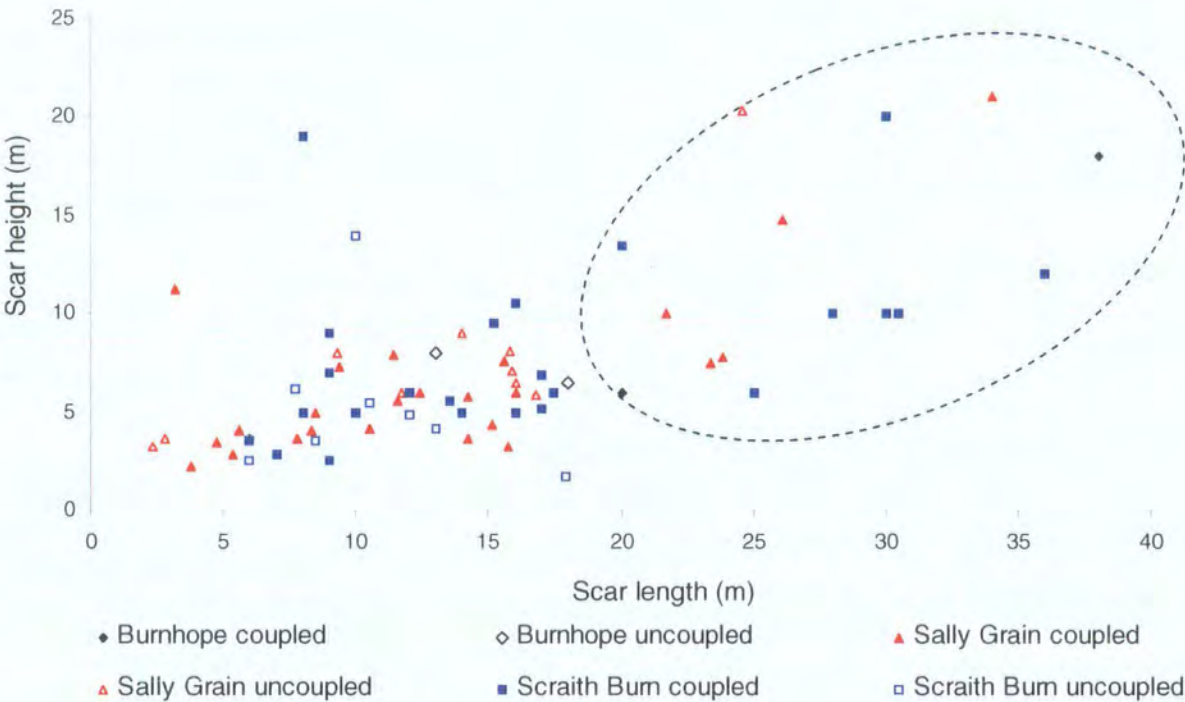 25
20
15
10
5
0
Scar height (m)
0 5 10 15 20 25 30 35 40
Scar length (m)
Burnhope coupled Burnhope uncoupled Sally Grain coupled
Sally Grain uncoupled Scraith Burn coupled Scraith Burn uncoupled